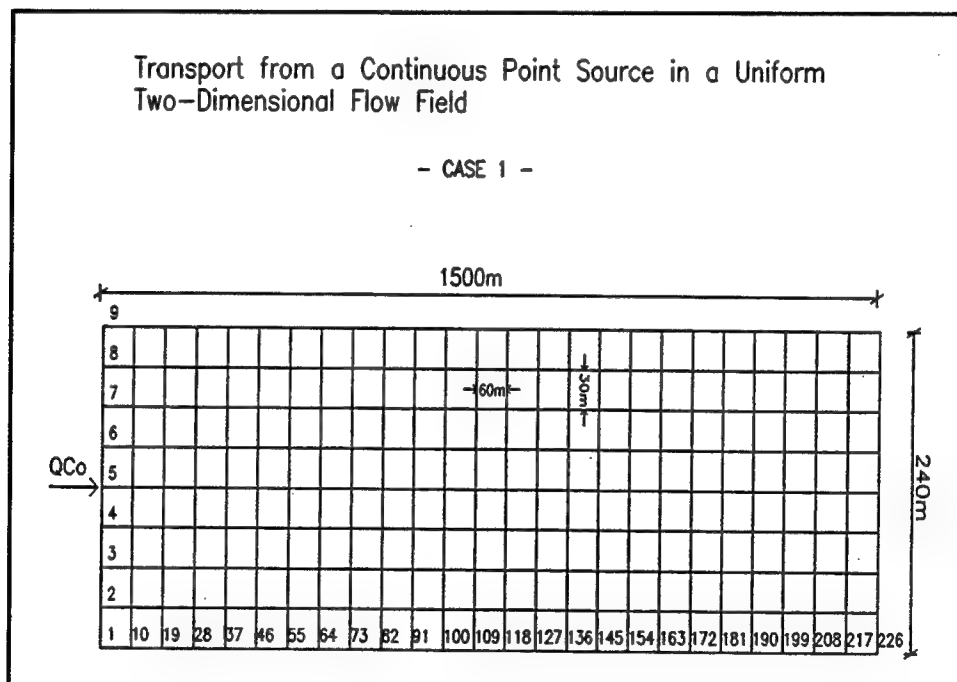 Transport from a Continuous Point Source in a Uniform
Two-Dimensional Flow Field
- CASE 1 -
1500m
9
8
7
60m
30m
6
QCo
5
240m
4
3
2
1 10 19 28 37 46 55 64 73 82 91 100 109 118 127 136 145 154 163 172 181 190 199 208 217 226